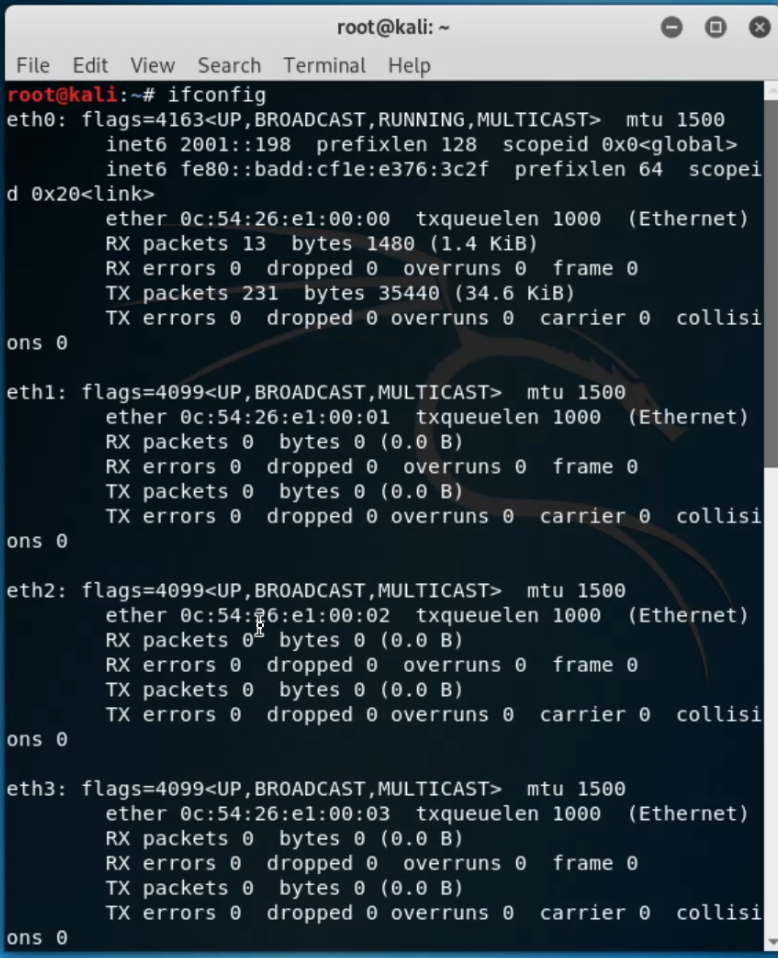 root@kali: ~
File Edit View Search Terminal Help
root@kali:~# ifconfig
eth0: flags=4163<UP,BROADCAST,RUNNING,MULTICAST>  mtu 1500
        inet6 2001::198  prefixlen 128  scopeid 0x0<global>
        inet6 fe80::badd:cf1e:e376:3c2f  prefixlen 64  scopei
d 0x20<link>
        ether 0c:54:26:e1:00:00  txqueuelen 1000  (Ethernet)
        RX packets 13  bytes 1480 (1.4 KiB)
        RX errors 0  dropped 0  overruns 0  frame 0
        TX packets 231  bytes 35440 (34.6 KiB)
        TX errors 0  dropped 0 overruns 0  carrier 0  collisi
ons 0

eth1: flags=4099<UP,BROADCAST,MULTICAST>  mtu 1500
        ether 0c:54:26:e1:00:01  txqueuelen 1000  (Ethernet)
        RX packets 0  bytes 0 (0.0 B)
        RX errors 0  dropped 0  overruns 0  frame 0
        TX packets 0  bytes 0 (0.0 B)
        TX errors 0  dropped 0 overruns 0  carrier 0  collisi
ons 0

eth2: flags=4099<UP,BROADCAST,MULTICAST>  mtu 1500
        ether 0c:54:26:e1:00:02  txqueuelen 1000  (Ethernet)
        RX packets 0  bytes 0 (0.0 B)
        RX errors 0  dropped 0  overruns 0  frame 0
        TX packets 0  bytes 0 (0.0 B)
        TX errors 0  dropped 0 overruns 0  carrier 0  collisi
ons 0

eth3: flags=4099<UP,BROADCAST,MULTICAST>  mtu 1500
        ether 0c:54:26:e1:00:03  txqueuelen 1000  (Ethernet)
        RX packets 0  bytes 0 (0.0 B)
        RX errors 0  dropped 0  overruns 0  frame 0
        TX packets 0  bytes 0 (0.0 B)
        TX errors 0  dropped 0 overruns 0  carrier 0  collisi
ons 0